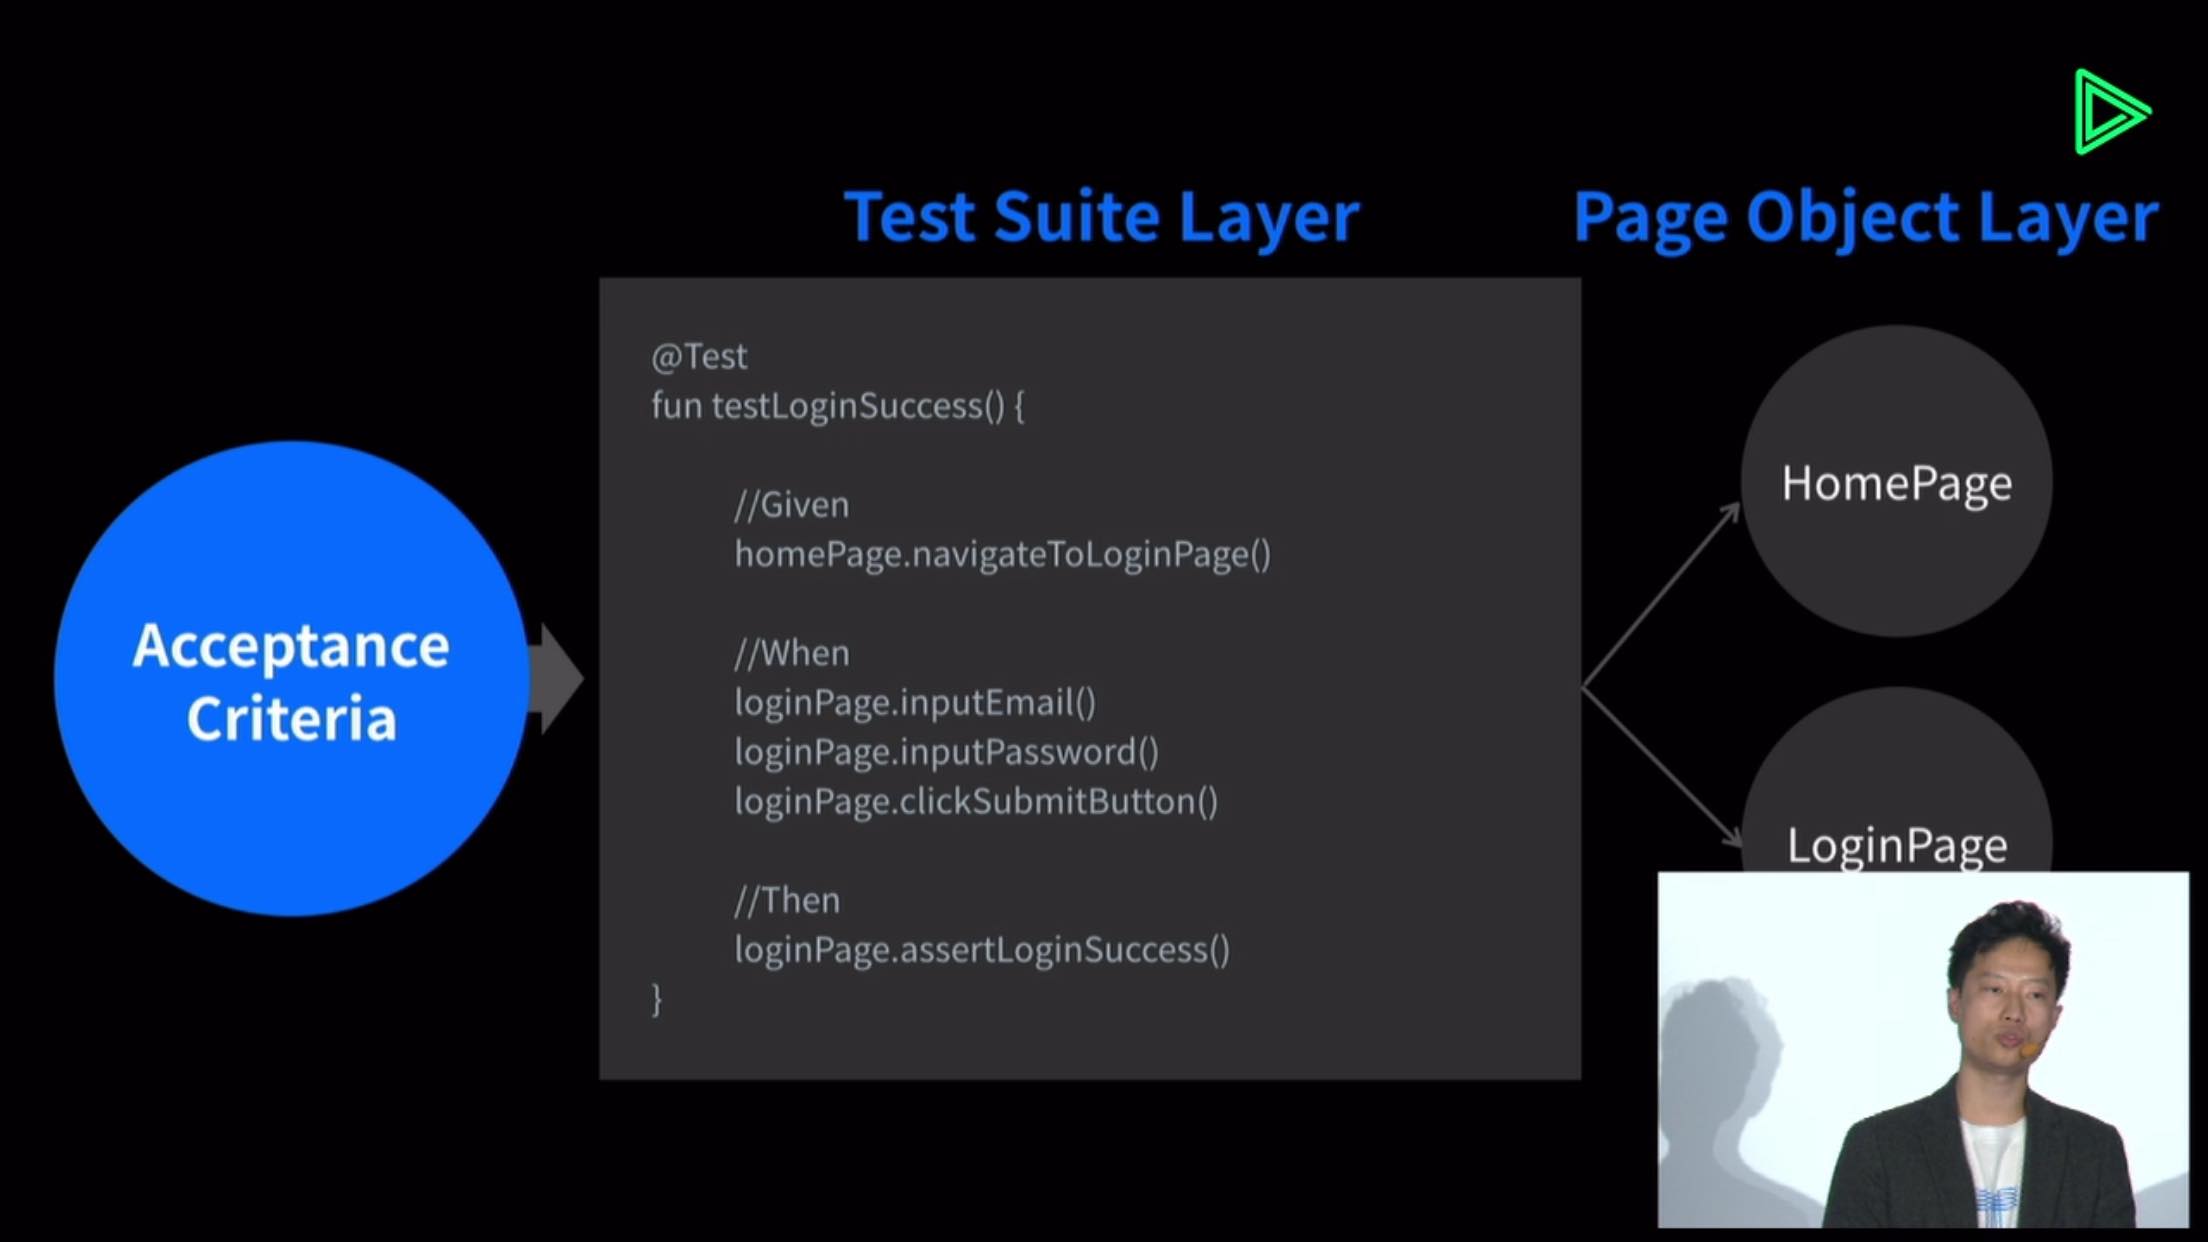 Test Suite Layer
Page Object Layer
Acceptance
Criteria
@Test
fun testLoginSuccess() {
//Given
homePage.navigateToLoginPage()
//When
loginPage.inputEmail()
loginPage.inputPassword()
loginPage.clickSubmitButton()
//Then
loginPage.assertLoginSuccess()
}
HomePage
LoginPage